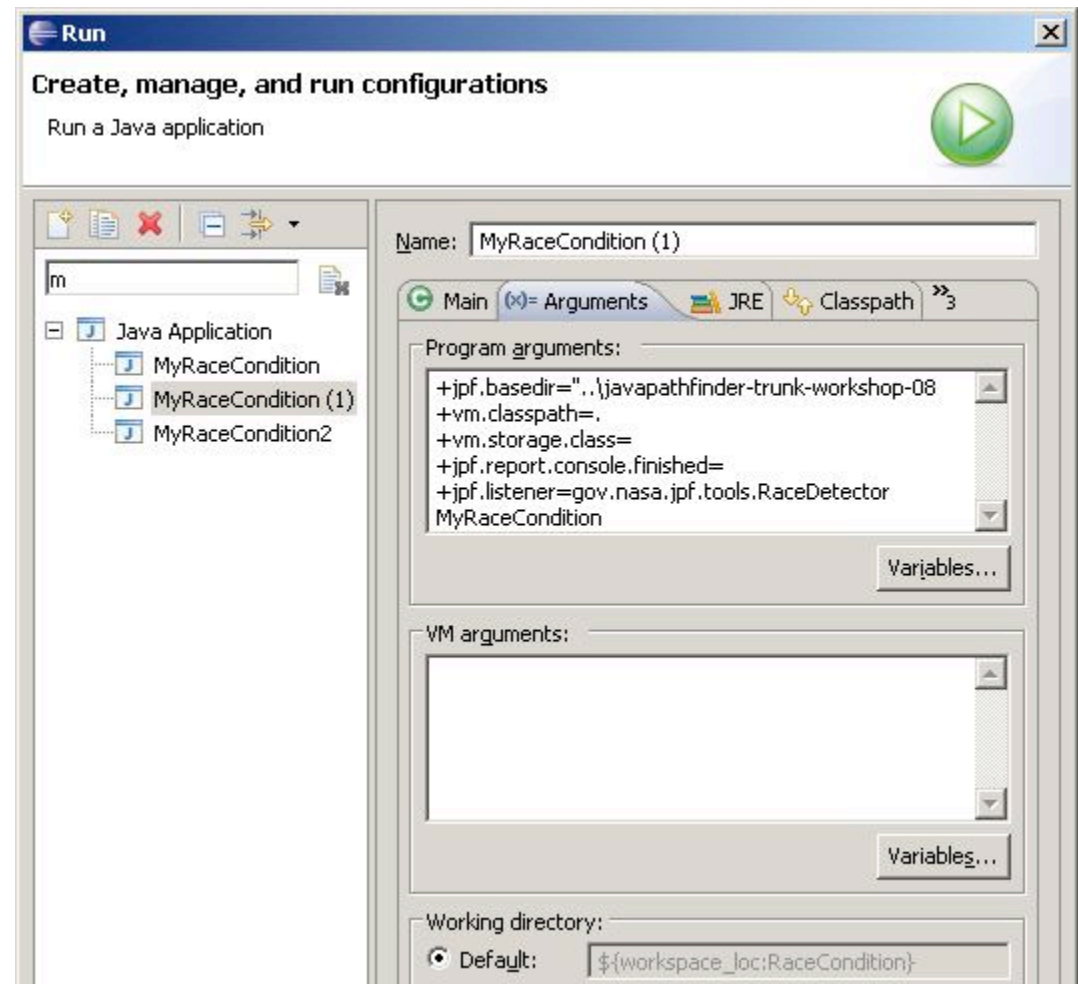 Run
Create, manage, and run configurations
Run a Java application
m
Java Application
MyRaceCondition
MyRaceCondition (1)
MyRaceCondition2
Name: MyRaceCondition (1)
Main (x)= Arguments JRE Classpath »3
Program arguments:
+jpf.basedir="..\javapathfinder-trunk-workshop-08
+vm.classpath=.
+vm.storage.class=
+jpf.report.console.finished=
+jpf.listener=gov.nasa.jpf.tools.RaceDetector
MyRaceCondition
Variables...
VM arguments:
Variables...
Working directory:
Default: ${workspace_loc:RaceCondition}